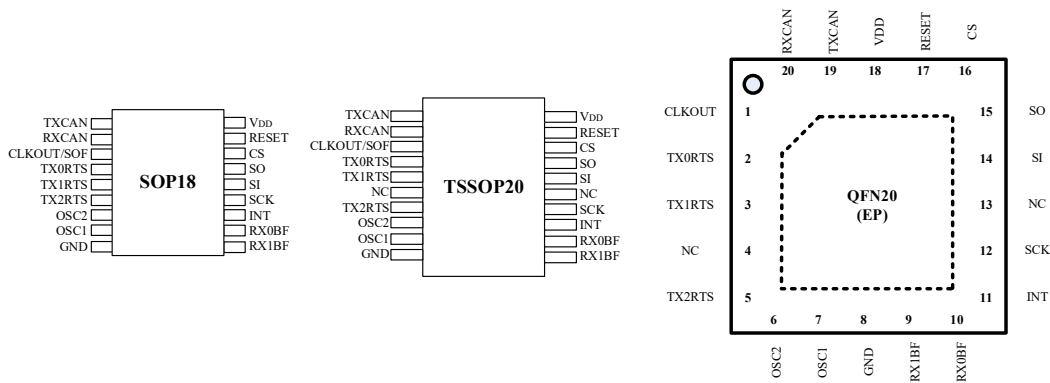 TXCAN
RXCAN
CLKOUT/SOF
TX0RTS
TX1RTS
TX2RTS
OSC2
OSC1
GND
SOP18
VDD
RESET
CS
SO
SI
SCK
INT
RX0BF
RX1BF
TXCAN
RXCAN
CLKOUT/SOF
TX0RTS
TX1RTS
NC
TX2RTS
OSC2
OSC1
GND
TSSOP20
VDD
RESET
CS
SO
SI
NC
SCK
INT
RX0BF
RX1BF
RXCAN
TXCAN
VDD
RESET
CS
20 19 18 17 16
CLKOUT 1
TX0RTS 2
TX1RTS 3
NC 4
TX2RTS 5
QFN20
(EP)
15 SO
14 SI
13 NC
12 SCK
11 INT
6 7 8 9 10
OSC2
OSC1
GND
RX1BF
RX0BF